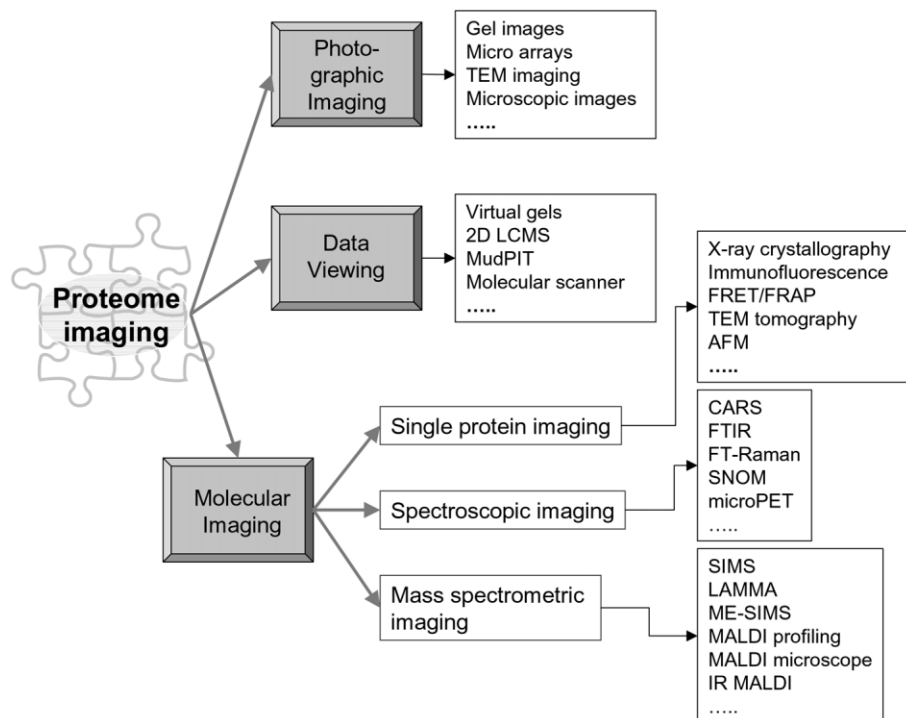 Photo-
graphic
Imaging
Gel images
Micro arrays
TEM imaging
Microscopic images
.....
Data
Viewing
Virtual gels
2D LCMS
MudPIT
Molecular scanner
.....
Proteome
imaging
Molecular
Imaging
Single protein imaging
X-ray crystallography
Immunofluorescence
FRET/FRAP
TEM tomography
AFM
.....
Spectroscopic imaging
CARS
FTIR
FT-Raman
SNOM
microPET
.....
Mass spectrometric
imaging
SIMS
LAMMA
ME-SIMS
MALDI profiling
MALDI microscope
IR MALDI
.....